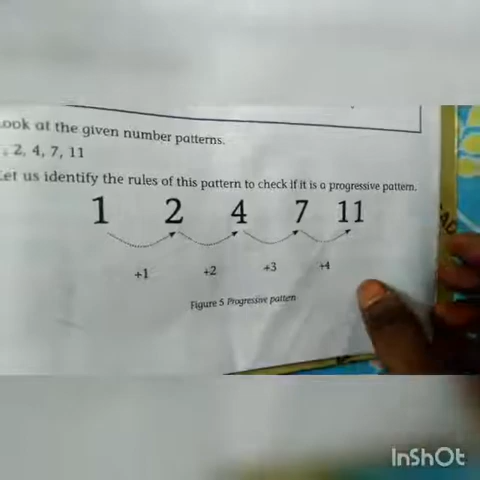 ook at the given number patterns.
2, 4, 7, 11
et us identify the rules of this pattern to check if it is a progressive pattern.
1 2 4 7 11
+1 +2 +3 +4
Figure 5 Progressive pattern
InShOt